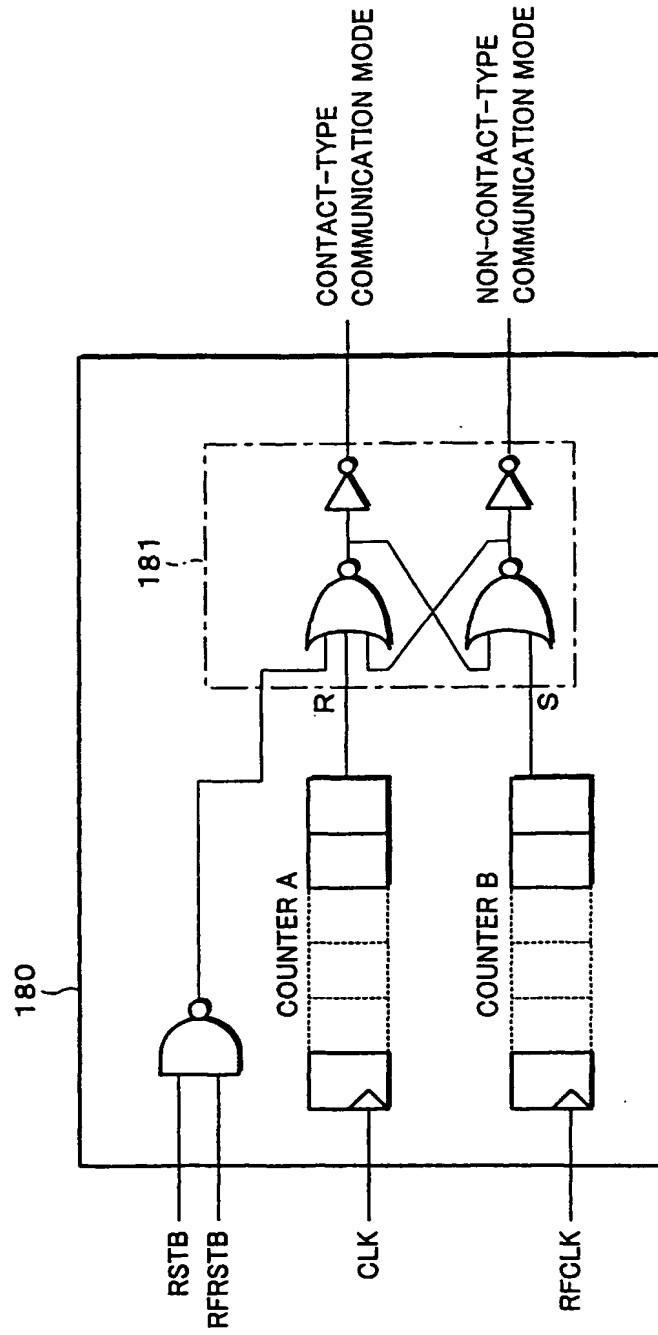 180
RSTB
RFRSTB
181
R
CONTACT-TYPE
COMMUNICATION MODE
COUNTER A
CLK
S
NON-CONTACT-TYPE
COMMUNICATION MODE
COUNTER B
RFCLK